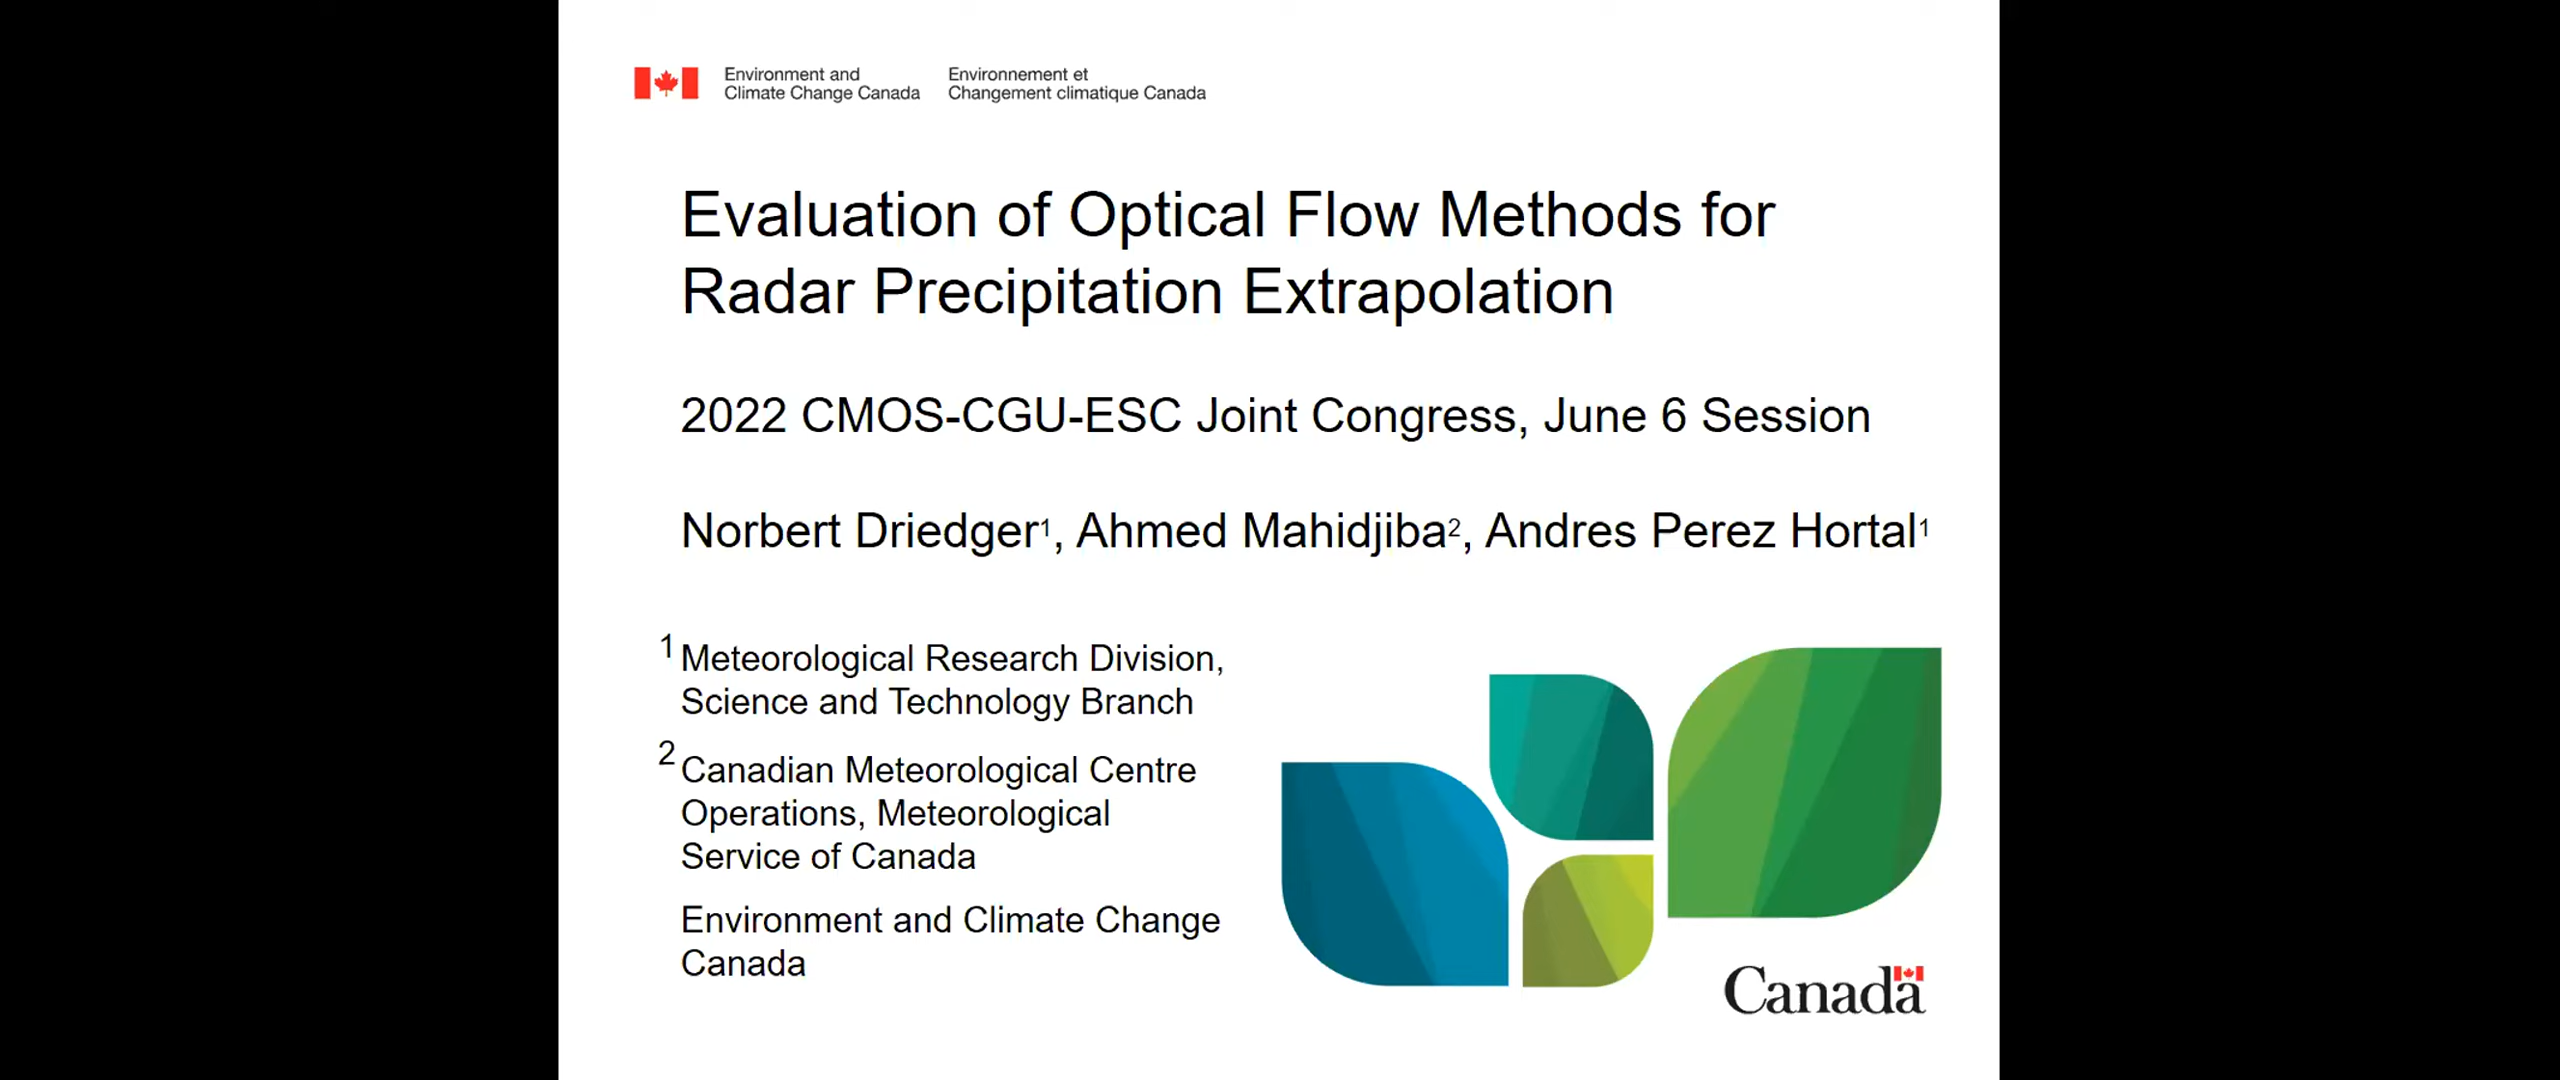 Environment and
Climate Change Canada
Environnement et
Changement climatique Canada
Evaluation of Optical Flow Methods for
Radar Precipitation Extrapolation
2022 CMOS-CGU-ESC Joint Congress, June 6 Session
Norbert Driedger¹, Ahmed Mahidjiba², Andres Perez Hortal¹
¹ Meteorological Research Division,
Science and Technology Branch
² Canadian Meteorological Centre
Operations, Meteorological
Service of Canada
Environment and Climate Change
Canada
Canada